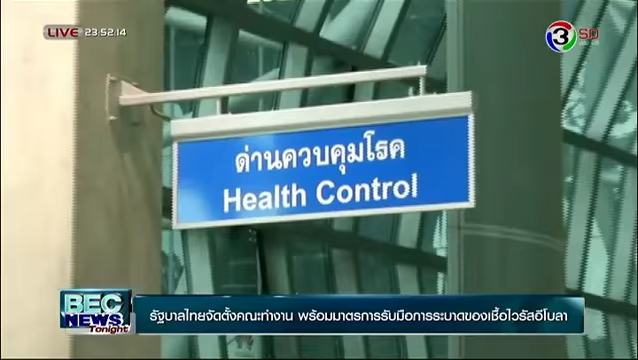 LIVE 23:52:14
3 SD
ด่านควบคุมโรค
Health Control
BEC
NEWS
Tonight
รัฐบาลไทยจัดตั้งคณะทำงาน พร้อมมาตรการรับมือการระบาดของเชื้อไวรัสอีโบลา